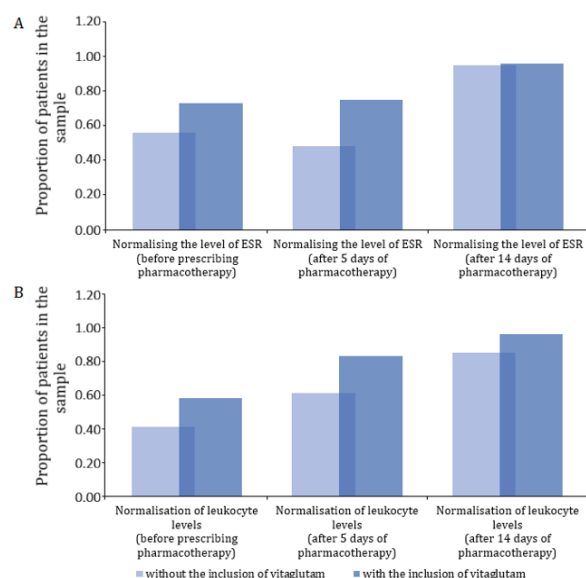 A
Proportion of patients in the
sample
1.20
1.00
0.80
0.60
0.40
0.20
0.00
Normalising the level of ESR
(before prescribing
pharmacotherapy)
Normalising the level of ESR
(after 5 days of
pharmacotherapy)
Normalising the level of ESR
(after 14 days of
pharmacotherapy)
B
Proportion of patients in the
sample
1.20
1.00
0.80
0.60
0.40
0.20
0.00
Normalisation of leukocyte
levels
(before prescribing
pharmacotherapy)
Normalisation of leukocyte
levels
(after 5 days of
pharmacotherapy)
Normalisation of leukocyte
levels
(after 14 days of
pharmacotherapy)
without the inclusion of vitaglutam
with the inclusion of vitaglutam